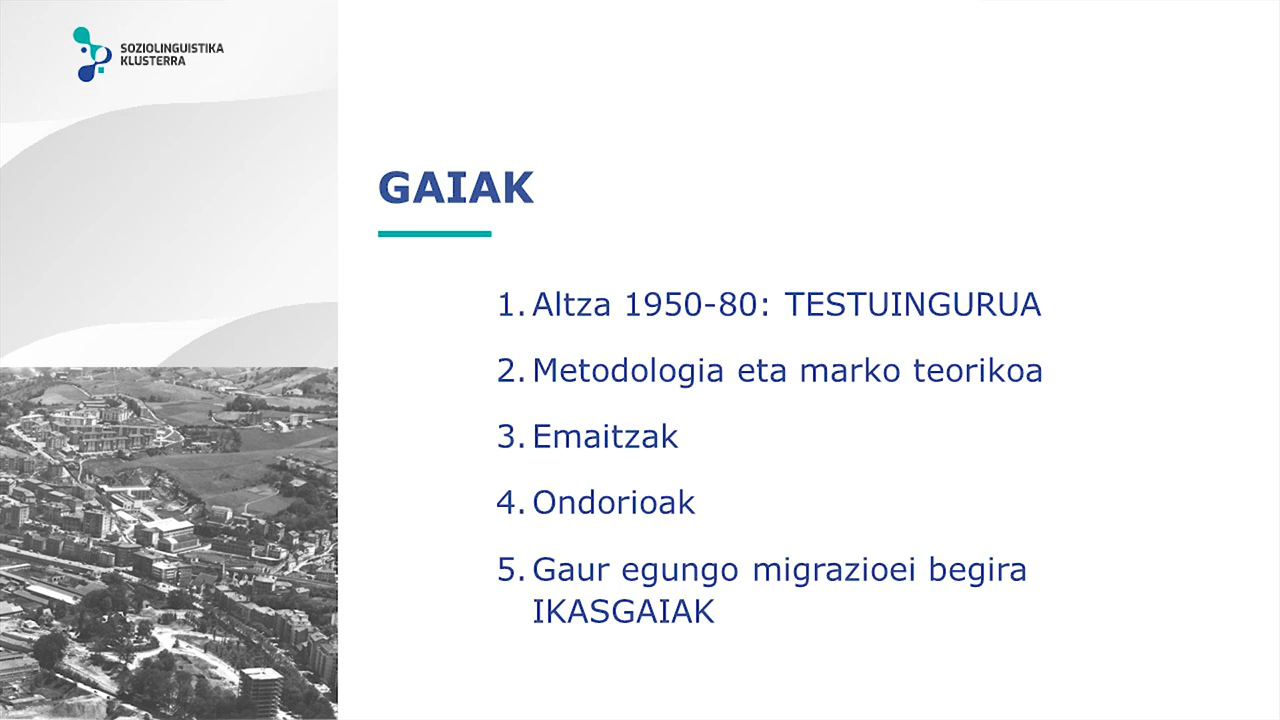 SOZIOLINGUISTIKA
KLUSTERRA
GAIAK
1. Altza 1950-80: TESTUINGURUA
2. Metodologia eta marko teorikoa
3. Emaitzak
4. Ondorioak
5. Gaur egungo migrazioei begira
IKASGAIAK